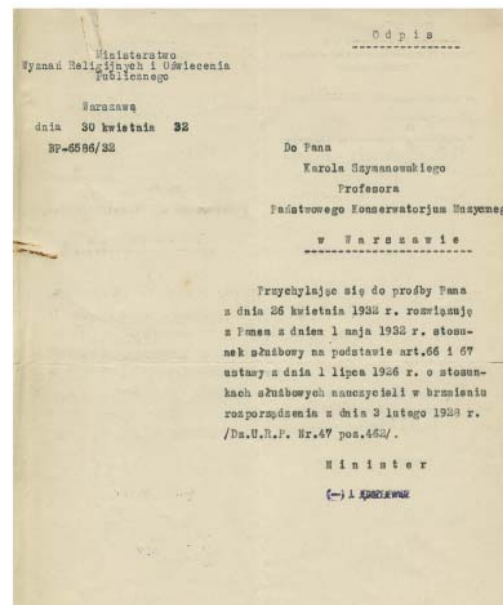 Odpis
Ministerstwo
Wyznań Religijnych i Oświecenia
Publicznego
Warszawa
dnia 30 kwietnia 32
BP-6586/32
Do Pana
Karola Szymanowskiego
Profesora
Państwowego Konserwatorjum Muzyczneg
w Warszawie
Przychylając się do prośby Pana
z dnia 26 kwietnia 1932 r. rozwiązuję
z Panem z dniem 1 maja 1932 r. stosu-
nek służbowy na podstawie art.66 i 67
ustawy z dnia 1 lipca 1926 r. o stosun-
kach służbowych nauczycieli w brzmieniu
rozporządzenia z dnia 3 lutego 1928 r.
/Dz.U.R.P. Nr.47 poz.462/.
Minister
(—) J. JĘDRZEJEWICZ